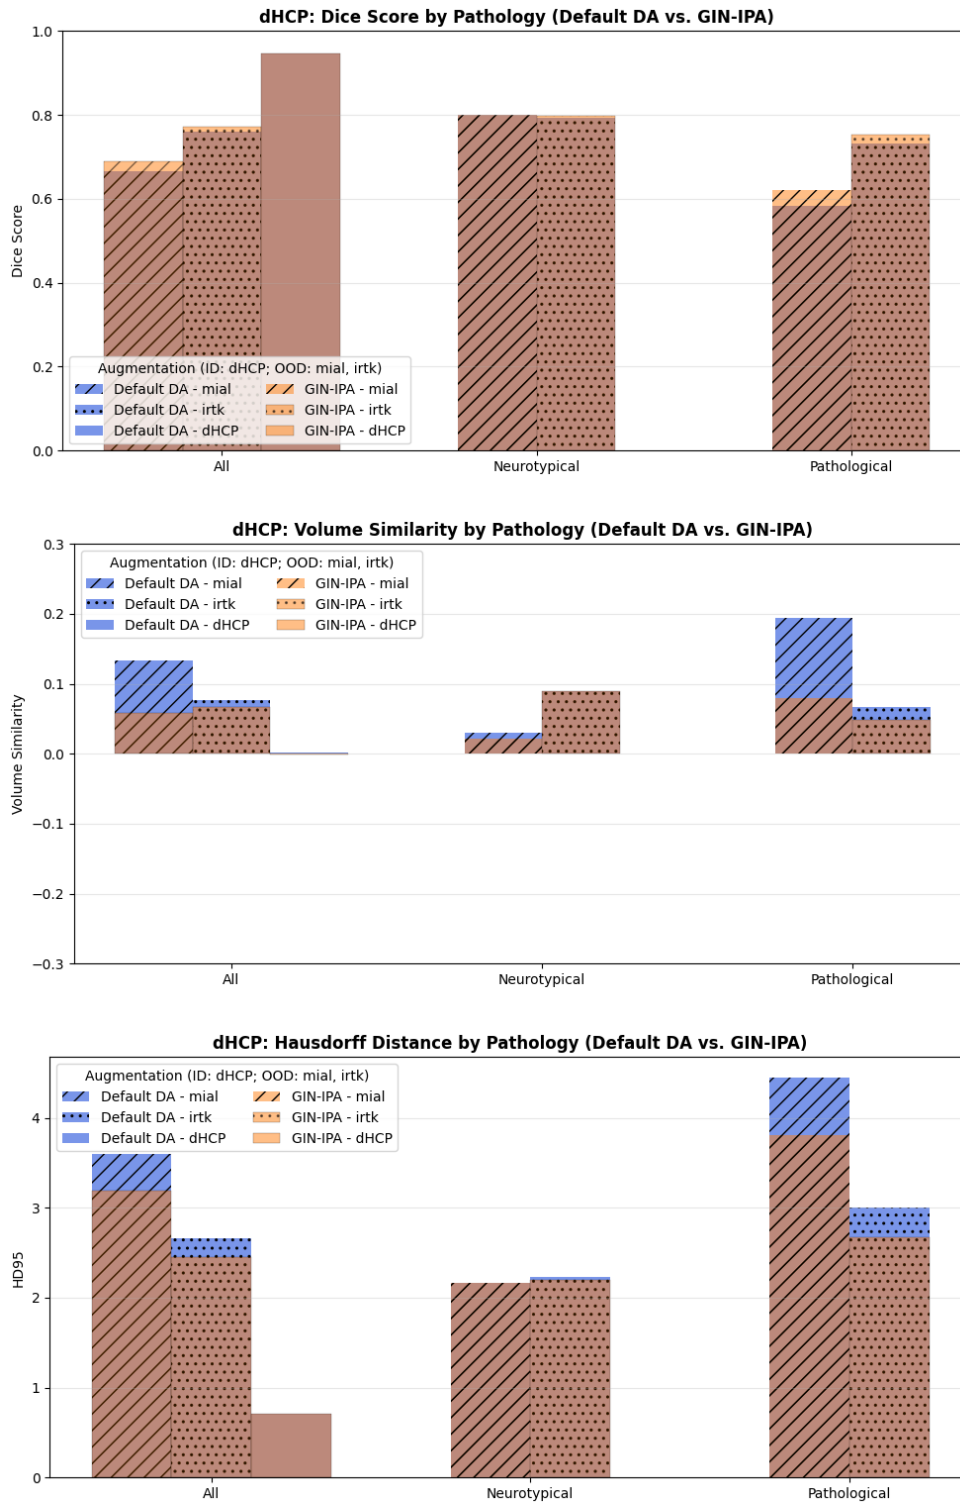 dHCP: Dice Score by Pathology (Default DA vs. GIN-IPA)
1.0
0.8
0.6
0.4
0.2
0.0
Dice Score
Augmentation (ID: dHCP; OOD: mial, irtk)
Default DA - mial
GIN-IPA - mial
Default DA - irtk
GIN-IPA - irtk
Default DA - dHCP
GIN-IPA - dHCP
All
Neurotypical
Pathological
dHCP: Volume Similarity by Pathology (Default DA vs. GIN-IPA)
0.3
0.2
0.1
0.0
−0.1
−0.2
−0.3
Volume Similarity
Augmentation (ID: dHCP; OOD: mial, irtk)
Default DA - mial
GIN-IPA - mial
Default DA - irtk
GIN-IPA - irtk
Default DA - dHCP
GIN-IPA - dHCP
All
Neurotypical
Pathological
dHCP: Hausdorff Distance by Pathology (Default DA vs. GIN-IPA)
4
3
2
1
0
HD95
Augmentation (ID: dHCP; OOD: mial, irtk)
Default DA - mial
GIN-IPA - mial
Default DA - irtk
GIN-IPA - irtk
Default DA - dHCP
GIN-IPA - dHCP
All
Neurotypical
Pathological